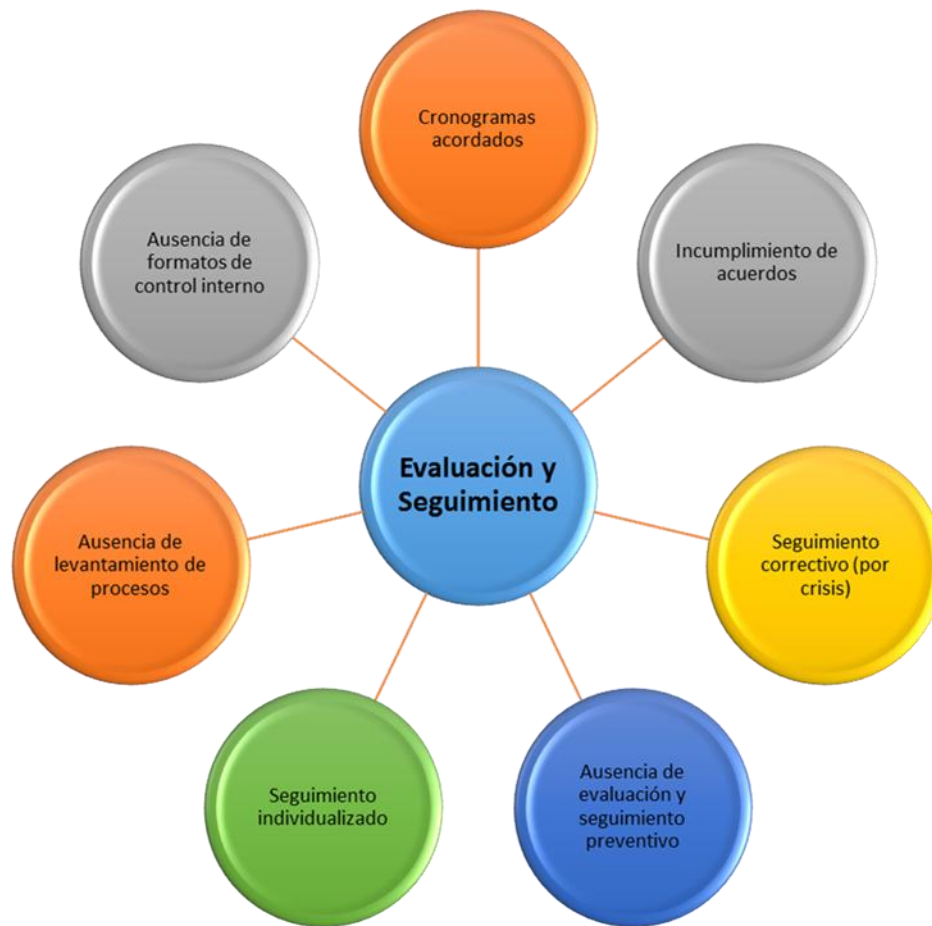 Cronogramas
acordados
Incumplimiento de
acuerdos
Seguimiento
correctivo (por
crisis)
Ausencia de
evaluación y
seguimiento
preventivo
Seguimiento
individualizado
Ausencia de
levantamiento de
procesos
Ausencia de
formatos de
control interno
Evaluación y
Seguimiento